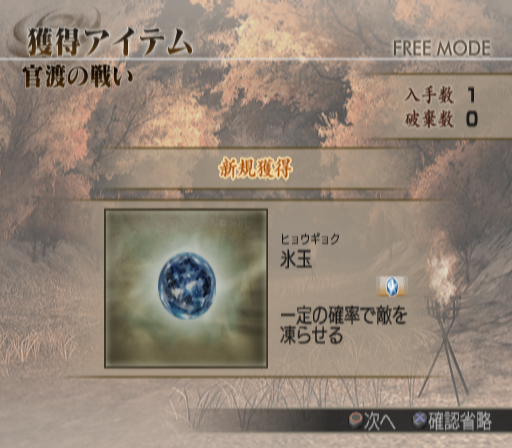 獲得アイテム
FREE MODE
官渡の戦い
入手数 1
破棄数 0
新規獲得
ヒョウギョク
氷玉
一定の確率で敵を
凍らせる
次へ 確認省略